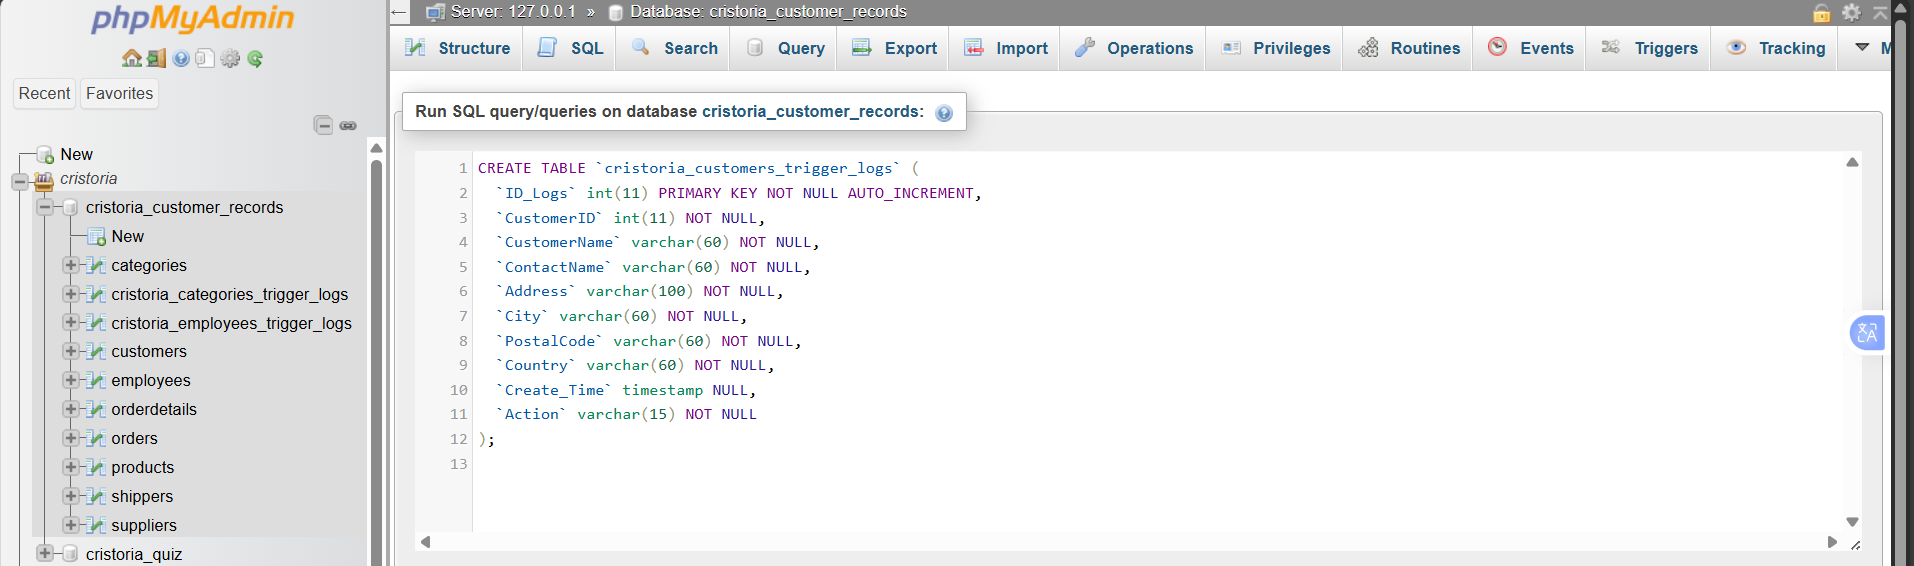 phpMyAdmin
Recent Favorites
New
cristoria
cristoria_customer_records
New
categories
cristoria_categories_trigger_logs
cristoria_employees_trigger_logs
customers
employees
orderdetails
orders
products
shippers
suppliers
cristoria_quiz
← Server: 127.0.0.1 » Database: cristoria_customer_records
Structure SQL Search Query Export Import Operations Privileges Routines Events Triggers Tracking
Run SQL query/queries on database cristoria_customer_records:
1 CREATE TABLE `cristoria_customers_trigger_logs` (
2 `ID_Logs` int(11) PRIMARY KEY NOT NULL AUTO_INCREMENT,
3 `CustomerID` int(11) NOT NULL,
4 `CustomerName` varchar(60) NOT NULL,
5 `ContactName` varchar(60) NOT NULL,
6 `Address` varchar(100) NOT NULL,
7 `City` varchar(60) NOT NULL,
8 `PostalCode` varchar(60) NOT NULL,
9 `Country` varchar(60) NOT NULL,
10 `Create_Time` timestamp NULL,
11 `Action` varchar(15) NOT NULL
12 );
13